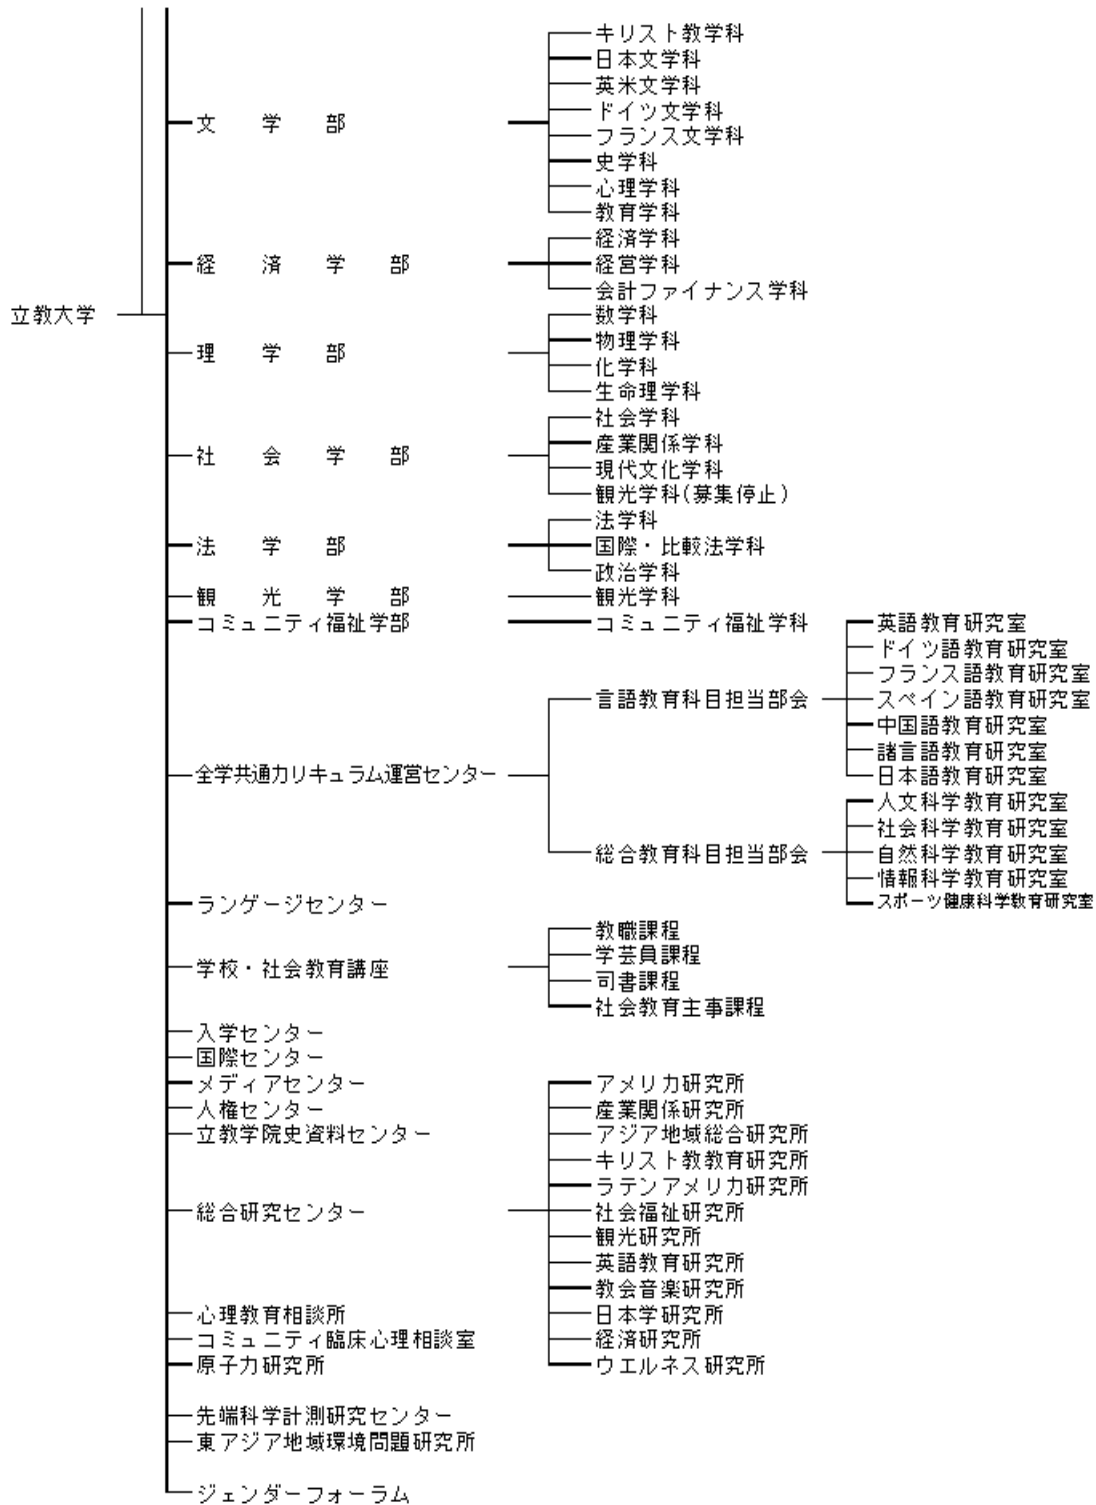 キリスト教学科
日本文学科
英米文学科
ドイツ文学科
文学部
フランス文学科
史学科
心理学科
教育学科
経済学科
経済学部
経営学科
会計ファイナンス学科
立教大学
数学科
物理学科
理学部
化学科
生命理学科
社会学科
産業関係学科
社会学部
現代文化学科
観光学科(募集停止)
法学科
法学部
国際・比較法学科
政治学科
観光学部
観光学科
コミュニティ福祉学部
コミュニティ福祉学科
英語教育研究室
ドイツ語教育研究室
フランス語教育研究室
言語教育科目担当部会
スペイン語教育研究室
中国語教育研究室
諸言語教育研究室
全学共通カリキュラム運営センター
日本語教育研究室
人文科学教育研究室
社会科学教育研究室
総合教育科目担当部会
自然科学教育研究室
情報科学教育研究室
ランゲージセンター
スポーツ健康科学教育研究室
教職課程
学芸員課程
学校・社会教育講座
司書課程
社会教育主事課程
入学センター
国際センター
メディアセンター
アメリカ研究所
人権センター
産業関係研究所
立教学院史資料センター
アジア地域総合研究所
キリスト教教育研究所
ラテンアメリカ研究所
総合研究センター
社会福祉研究所
観光研究所
英語教育研究所
教会音楽研究所
心理教育相談所
日本学研究所
コミュニティ臨床心理相談室
経済研究所
原子力研究所
ウエルネス研究所
先端科学計測研究センター
東アジア地域環境問題研究所
ジェンダーフォーラム